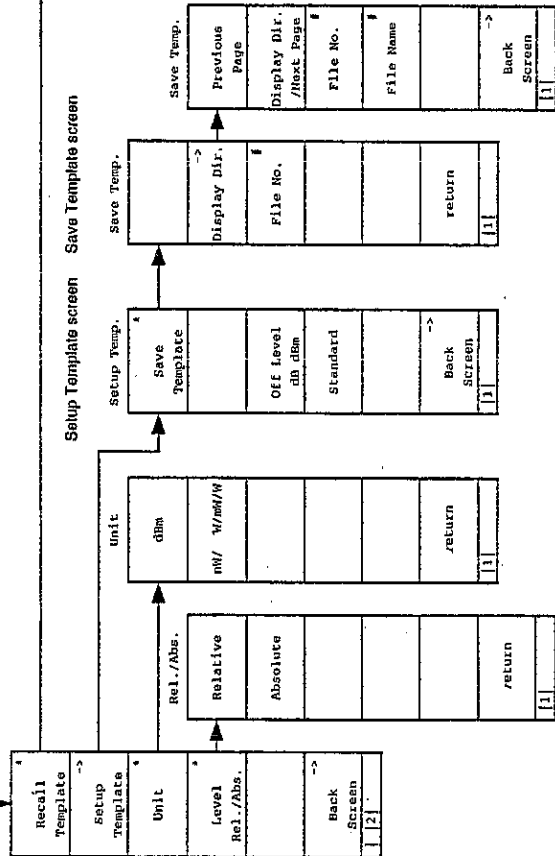 *
Recall
Template
->
Setup
Template
*
Unit
*
Level
Rel./Abs.
->
Back
Screen
| |2|
Rel./Abs.
Relative
Absolute
return
|1|
Unit
dBm
nW/ W/mW/W
return
|1|
Setup Template screen
Setup Temp.
*
Save
Template
Off Level
dB dBm
Standard
->
Back
Screen
|1|
Save Template screen
Save Temp.
->
Display Dir.
#
File No.
return
|1|
Save Temp.
Previous
Page
Display Dir.
/Next Page
#
File No.
#
File Name
->
Back
Screen
|1|